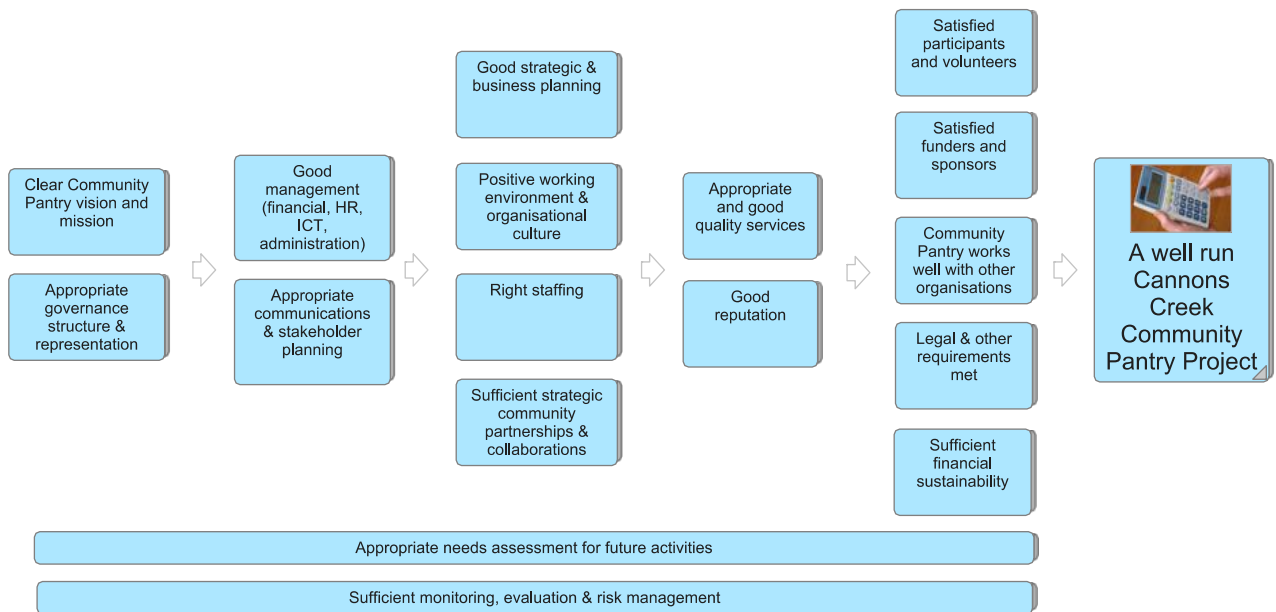 Clear Community
Pantry vision and
mission
Appropriate
governance
structure &
representation
Good
management
(financial, HR,
ICT,
administration)
Appropriate
communications
& stakeholder
planning
Good strategic &
business planning
Positive working
environment &
organisational
culture
Right staffing
Sufficient strategic
community
partnerships &
collaborations
Appropriate
and good
quality services
Good
reputation
Satisfied
participants
and volunteers
Satisfied
funders and
sponsors
Community
Pantry works
well with other
organisations
Legal & other
requirements
met
Sufficient
financial
sustainability
A well run
Cannons
Creek
Community
Pantry Project
Appropriate needs assessment for future activities
Sufficient monitoring, evaluation & risk management